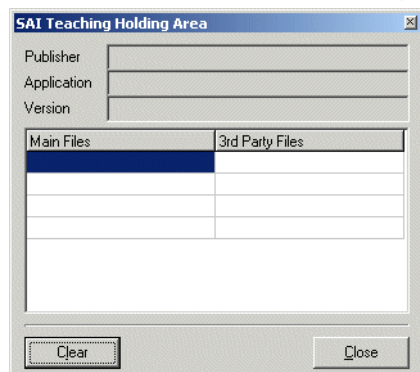 SAI Teaching Holding Area
Publisher
Application
Version
Main Files 3rd Party Files
Clear Close